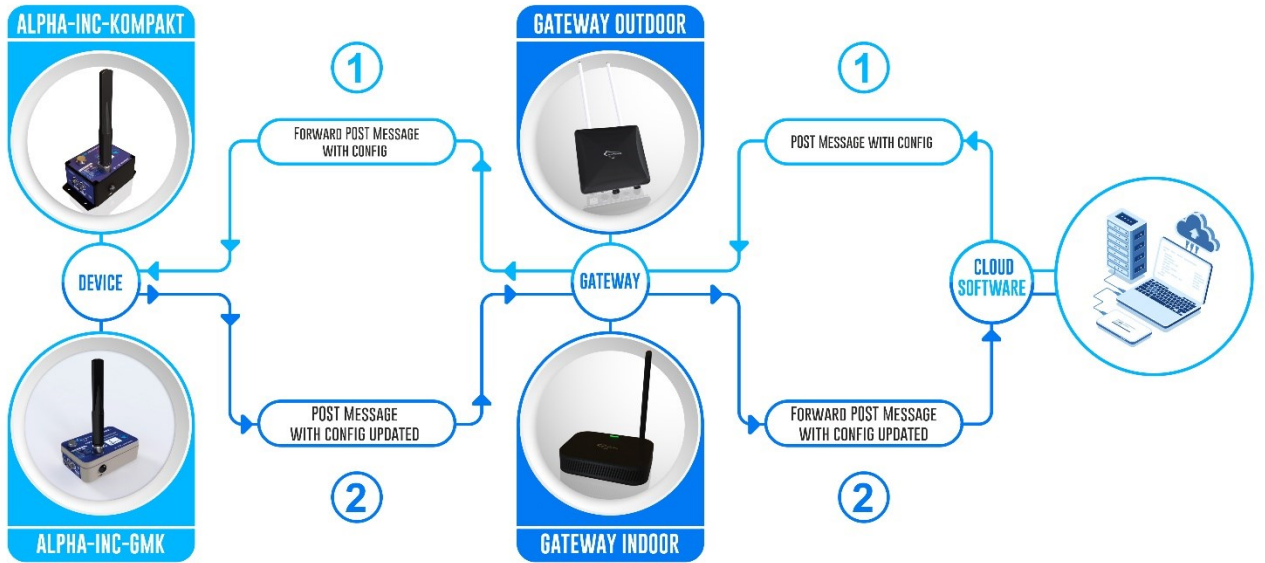 ALPHA-INC-KOMPAKT
GATEWAY OUTDOOR
1
1
FORWARD POST MESSAGE
WITH CONFIG
POST MESSAGE WITH CONFIG
DEVICE
GATEWAY
CLOUD
SOFTWARE
POST MESSAGE
WITH CONFIG UPDATED
FORWARD POST MESSAGE
WITH CONFIG UPDATED
2
2
ALPHA-INC-GMK
GATEWAY INDOOR